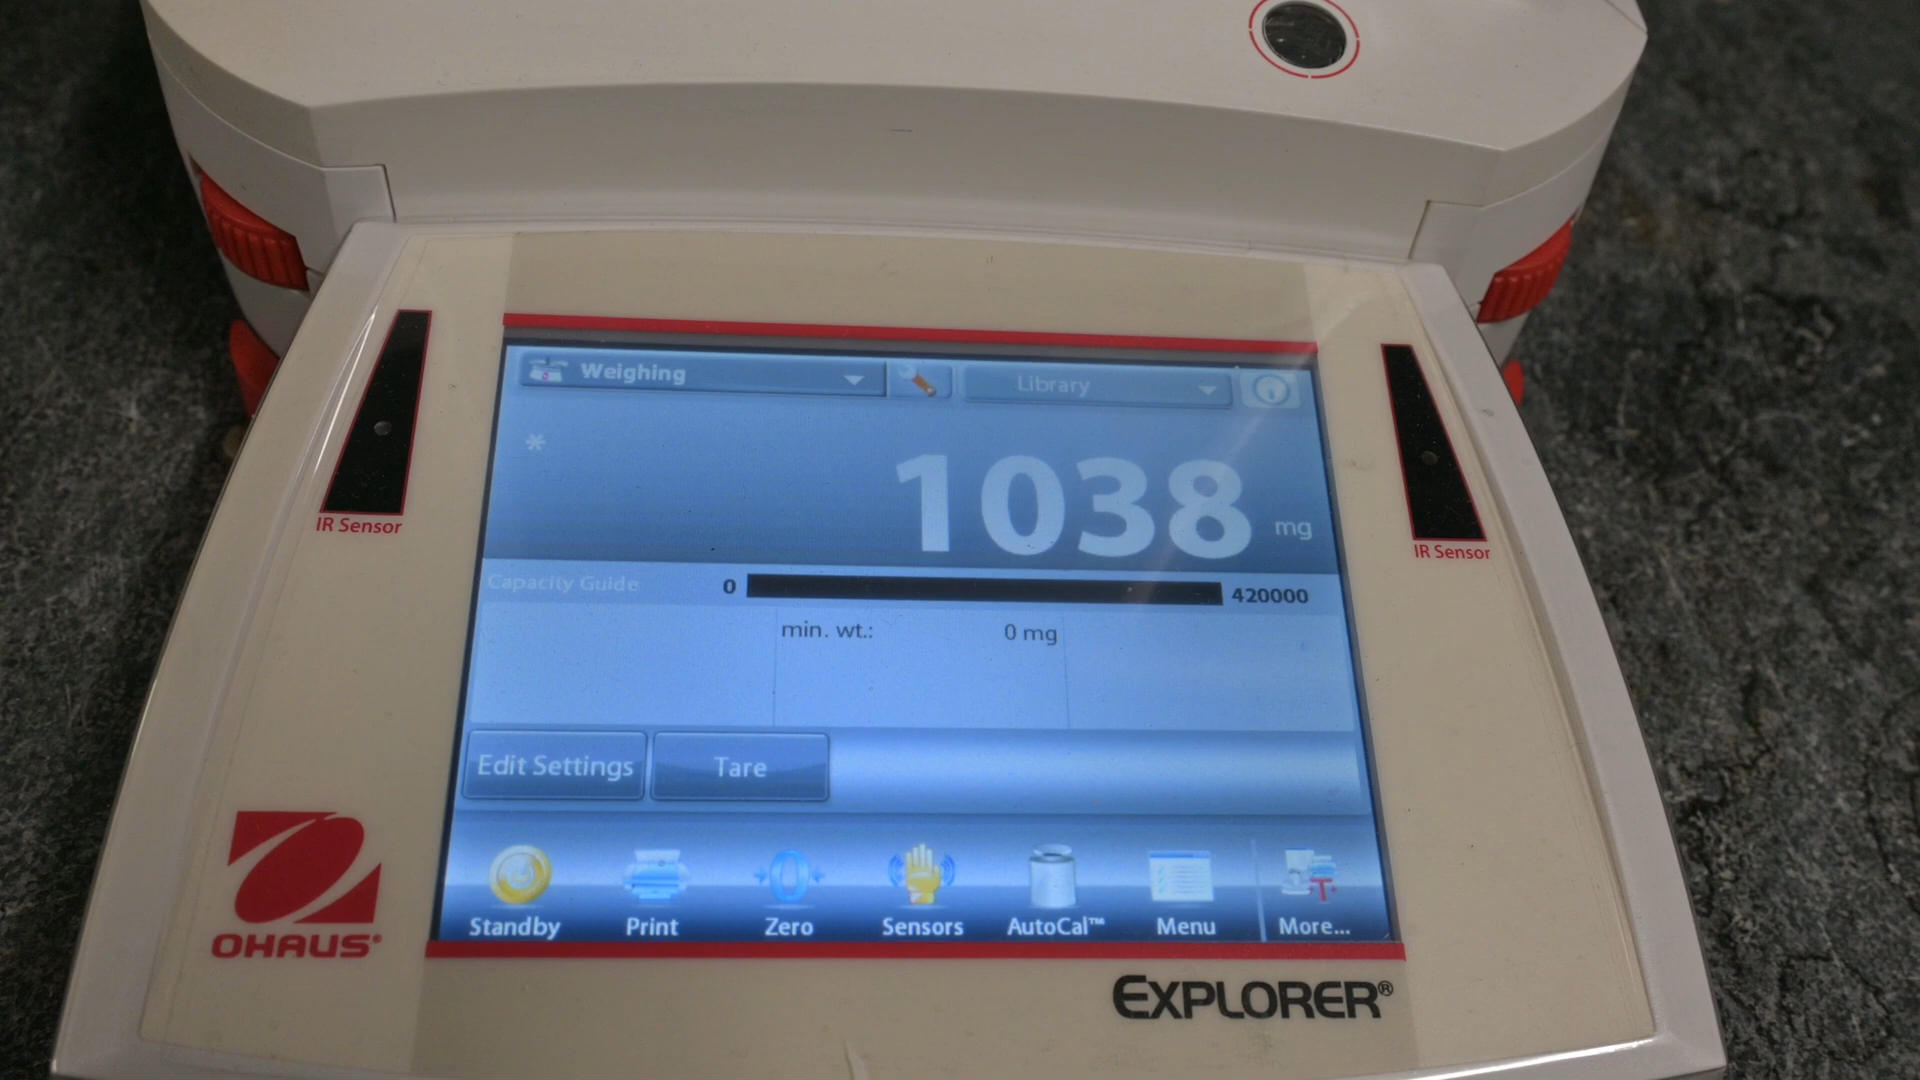 Weighing
Library
*
1038 mg
IR Sensor
IR Sensor
Capacity Guide 0 420000
min. wt.: 0 mg
Edit Settings Tare
Standby Print Zero Sensors AutoCal™ Menu More...
OHAUS®
EXPLORER®